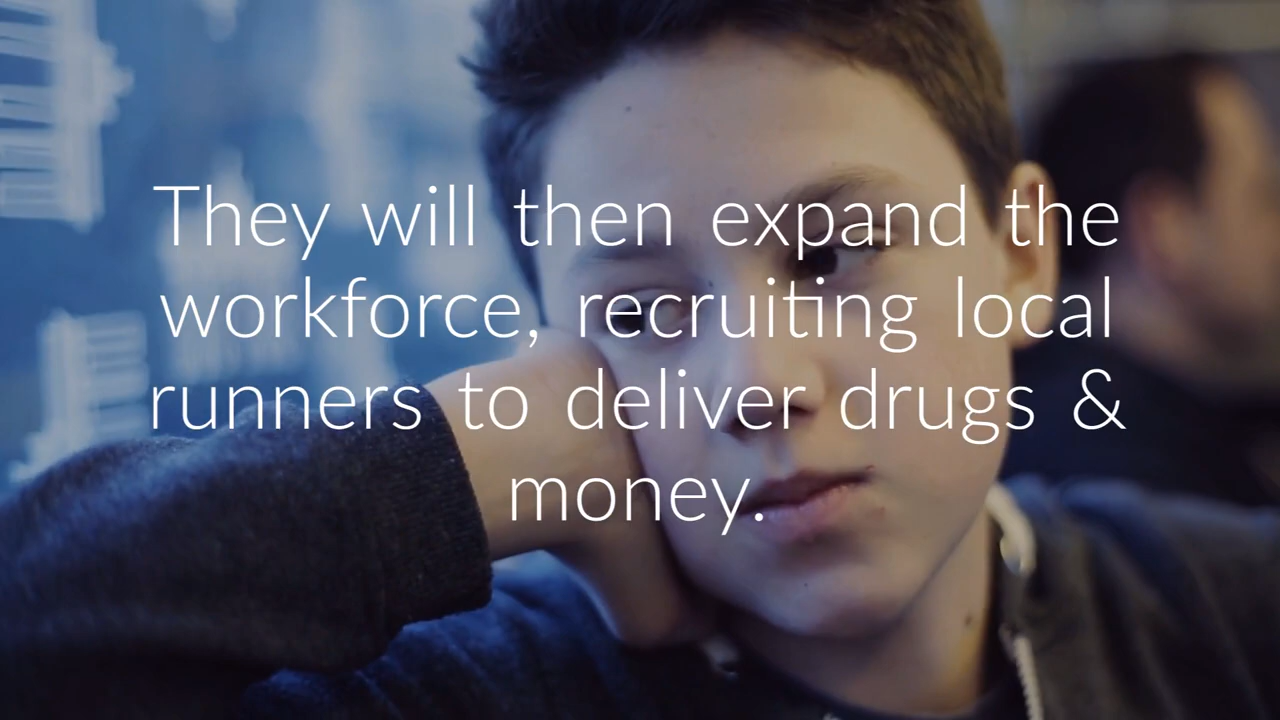 They will then expand the
workforce, recruiting local
runners to deliver drugs &
money.